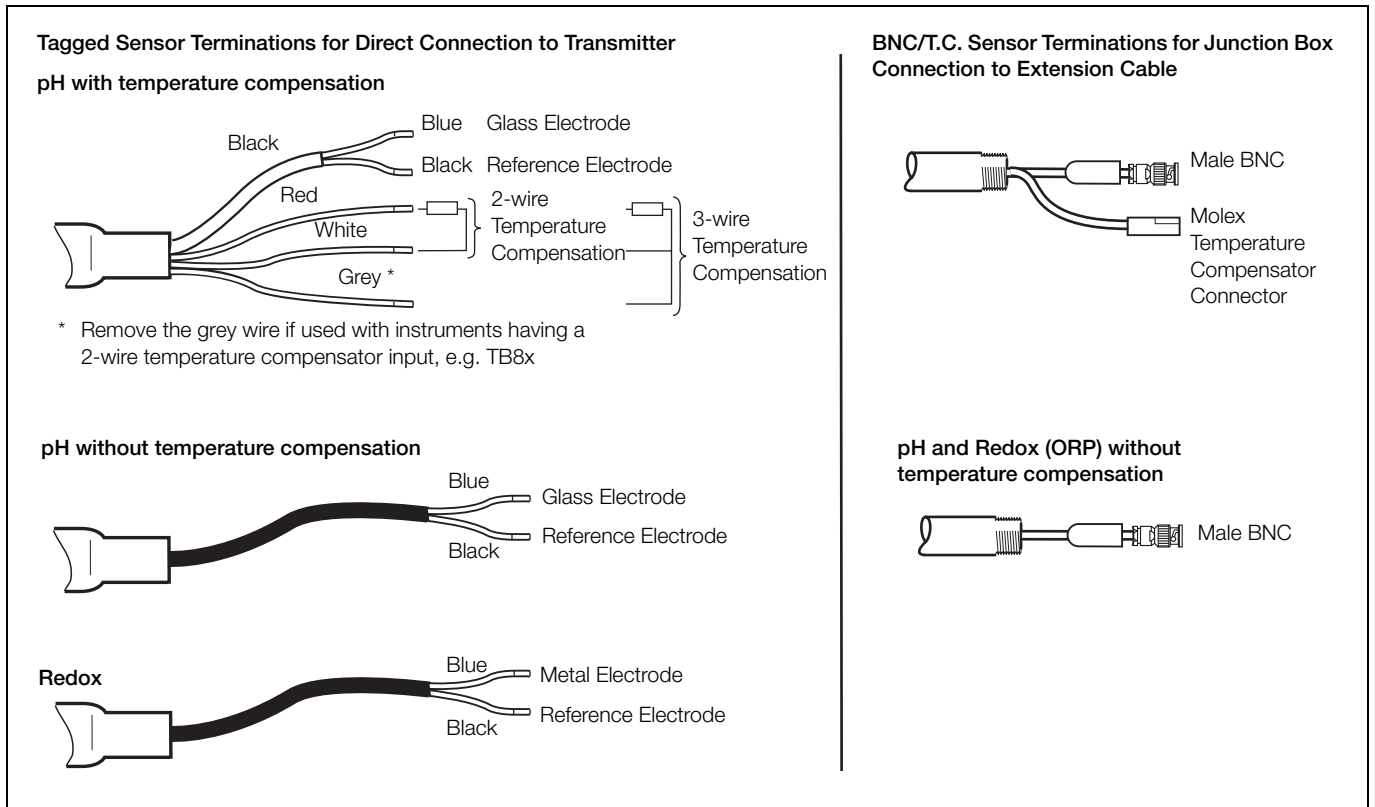 Tagged Sensor Terminations for Direct Connection to Transmitter
pH with temperature compensation
Black
Blue Glass Electrode
Black Reference Electrode
Red
White
Grey *
2-wire
Temperature
Compensation
3-wire
Temperature
Compensation
* Remove the grey wire if used with instruments having a
2-wire temperature compensator input, e.g. TB8x
pH without temperature compensation
Blue
Glass Electrode
Reference Electrode
Black
Redox
Blue
Metal Electrode
Reference Electrode
Black
BNC/T.C. Sensor Terminations for Junction Box
Connection to Extension Cable
Male BNC
Molex
Temperature
Compensator
Connector
pH and Redox (ORP) without
temperature compensation
Male BNC